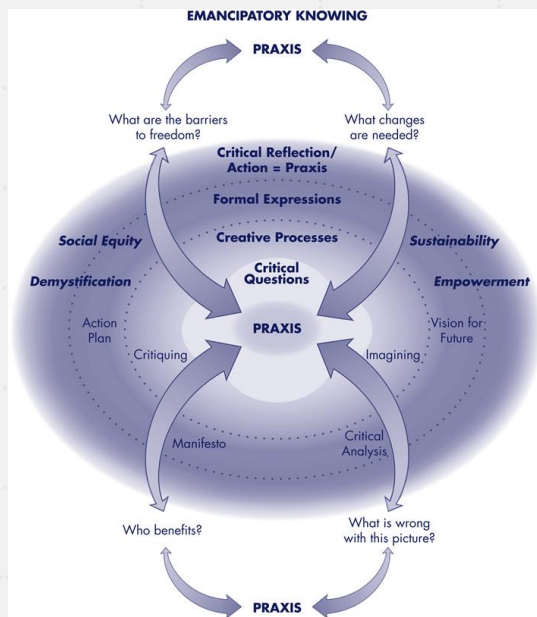 EMANCIPATORY KNOWING
PRAXIS
What are the barriers
to freedom?
What changes
are needed?
Critical Reflection/
Action = Praxis
Formal Expressions
Creative Processes
Social Equity
Sustainability
Critical
Questions
Demystification
Empowerment
Action
Plan
PRAXIS
Vision for
Future
Critiquing
Imagining
Manifesto
Critical
Analysis
Who benefits?
What is wrong
with this picture?
PRAXIS